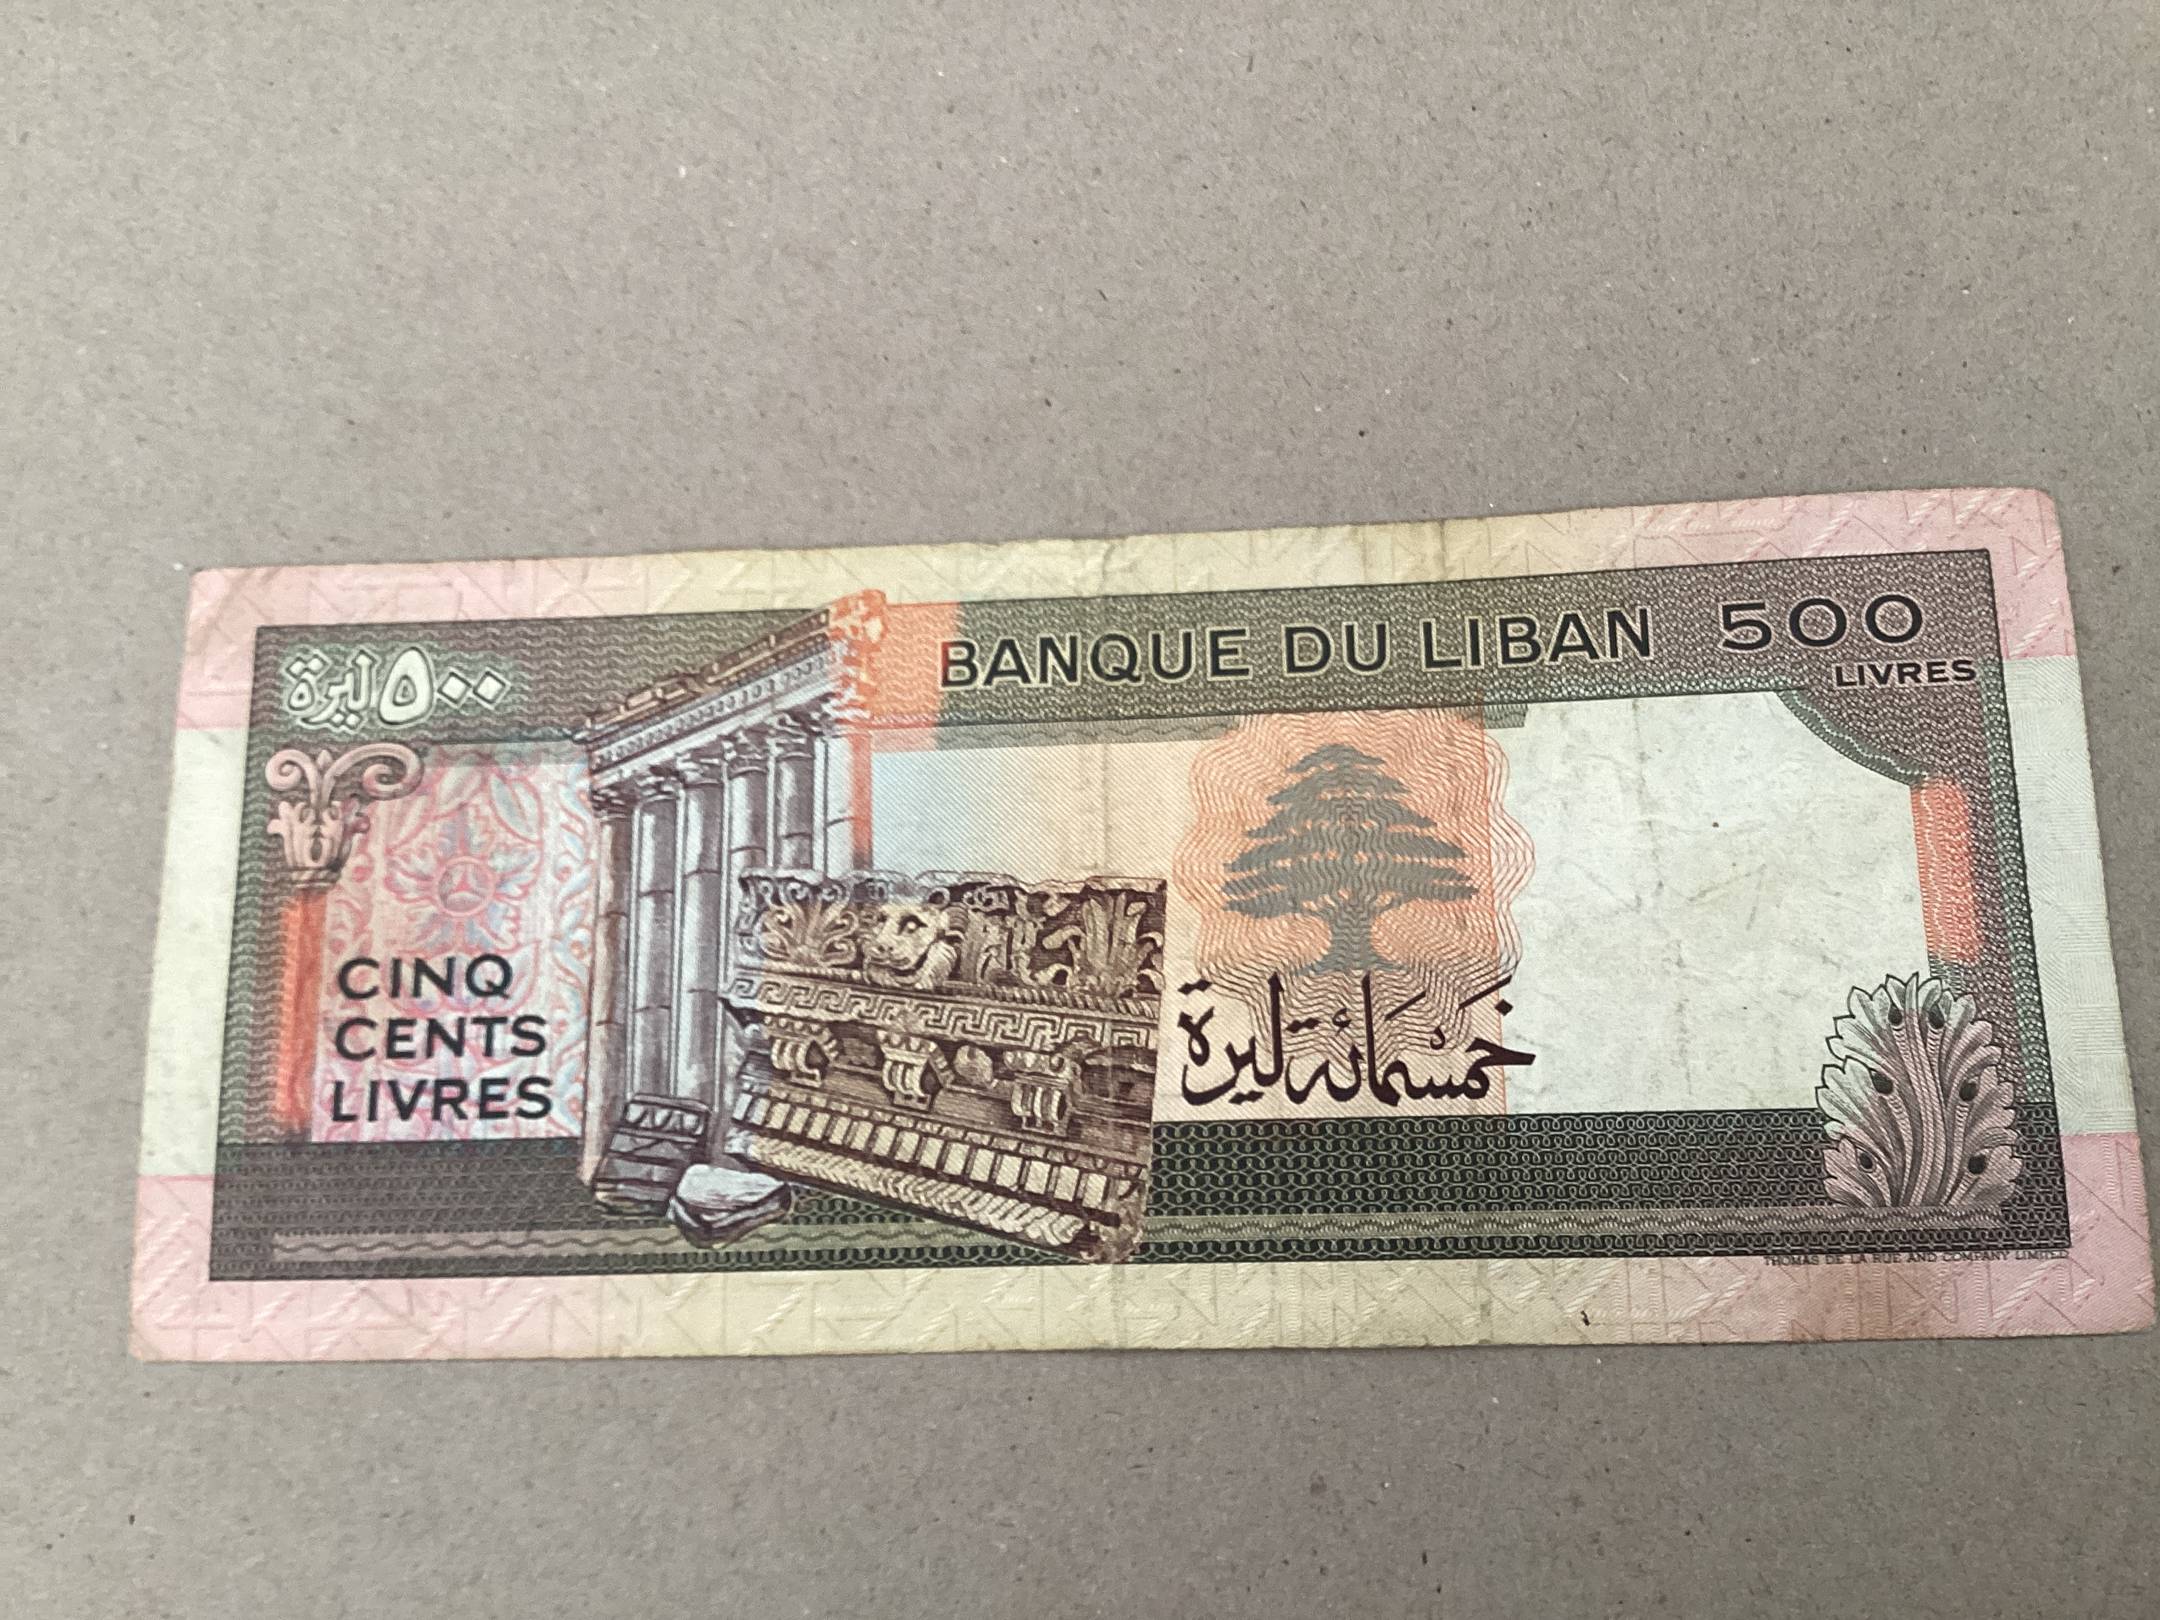 ٥٠٠ ليرة
BANQUE DU LIBAN
500
LIVRES
CINQ
CENTS
LIVRES
خمسمائة ليرة
THOMAS DE LA RUE AND COMPANY LIMITED